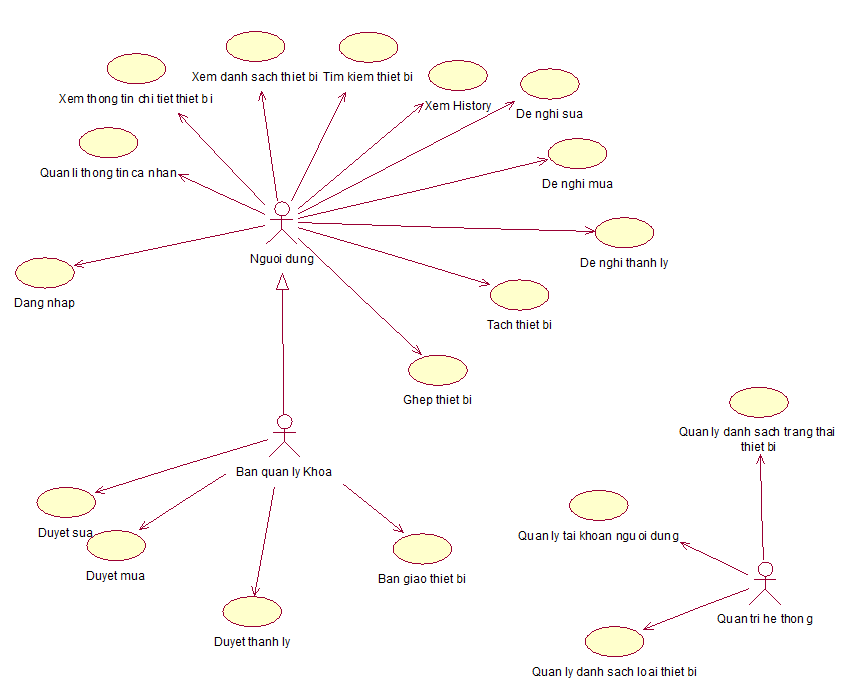 Xem danh sach thiet bi
Tim kiem thiet bi
Xem thong tin chi tiet thiet bi
Xem History
De nghi sua
Quan li thong tin ca nhan
De nghi mua
Nguoi dung
De nghi thanh ly
Dang nhap
Tach thiet bi
Ghep thiet bi
Quan ly danh sach trang thai
thiet bi
Ban quan ly Khoa
Duyet sua
Quan ly tai khoan nguoi dung
Duyet mua
Ban giao thiet bi
Quan tri he thong
Duyet thanh ly
Quan ly danh sach loai thiet bi